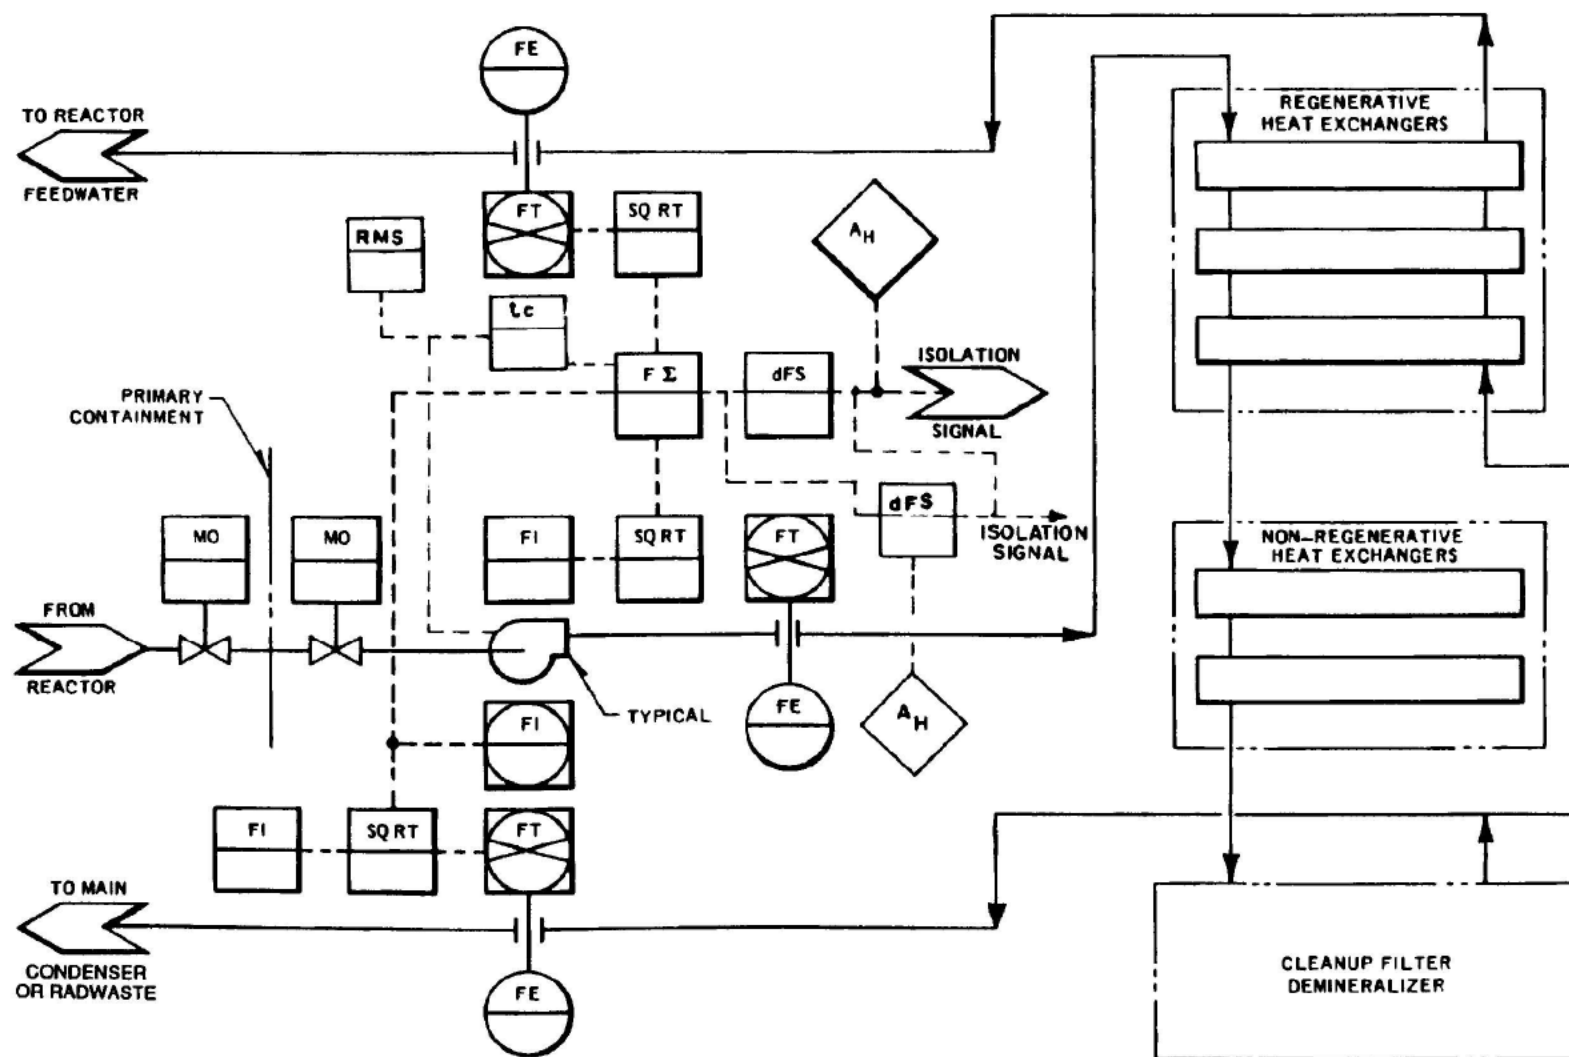 FE
TO REACTOR
FEEDWATER
REGENERATIVE
HEAT EXCHANGERS
FT
SQ RT
RMS
AH
tc
F Σ
dFS
ISOLATION
SIGNAL
PRIMARY
CONTAINMENT
MO
MO
FI
SQ RT
FT
dFS
ISOLATION
SIGNAL
NON-REGENERATIVE
HEAT EXCHANGERS
FROM
REACTOR
TYPICAL
FE
AH
FI
FI
SQ RT
FT
TO MAIN
CONDENSER
OR RADWASTE
FE
CLEANUP FILTER
DEMINERALIZER